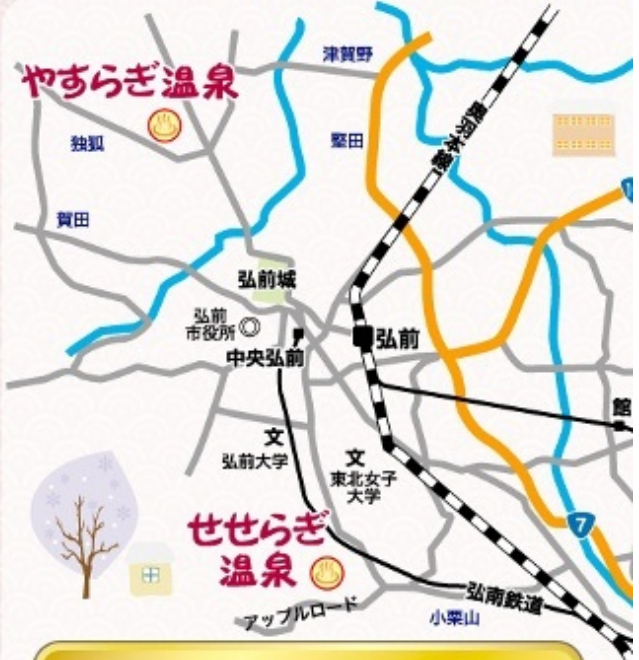 津賀野
やすらぎ温泉
奥羽本線
堅田
独狐
賀田
弘前城
弘前
市役所
弘前
中央弘前
館
文
弘前大学
文
東北女子
大学
せせらぎ
温泉
7
弘南鉄道
アップルロード
小栗山